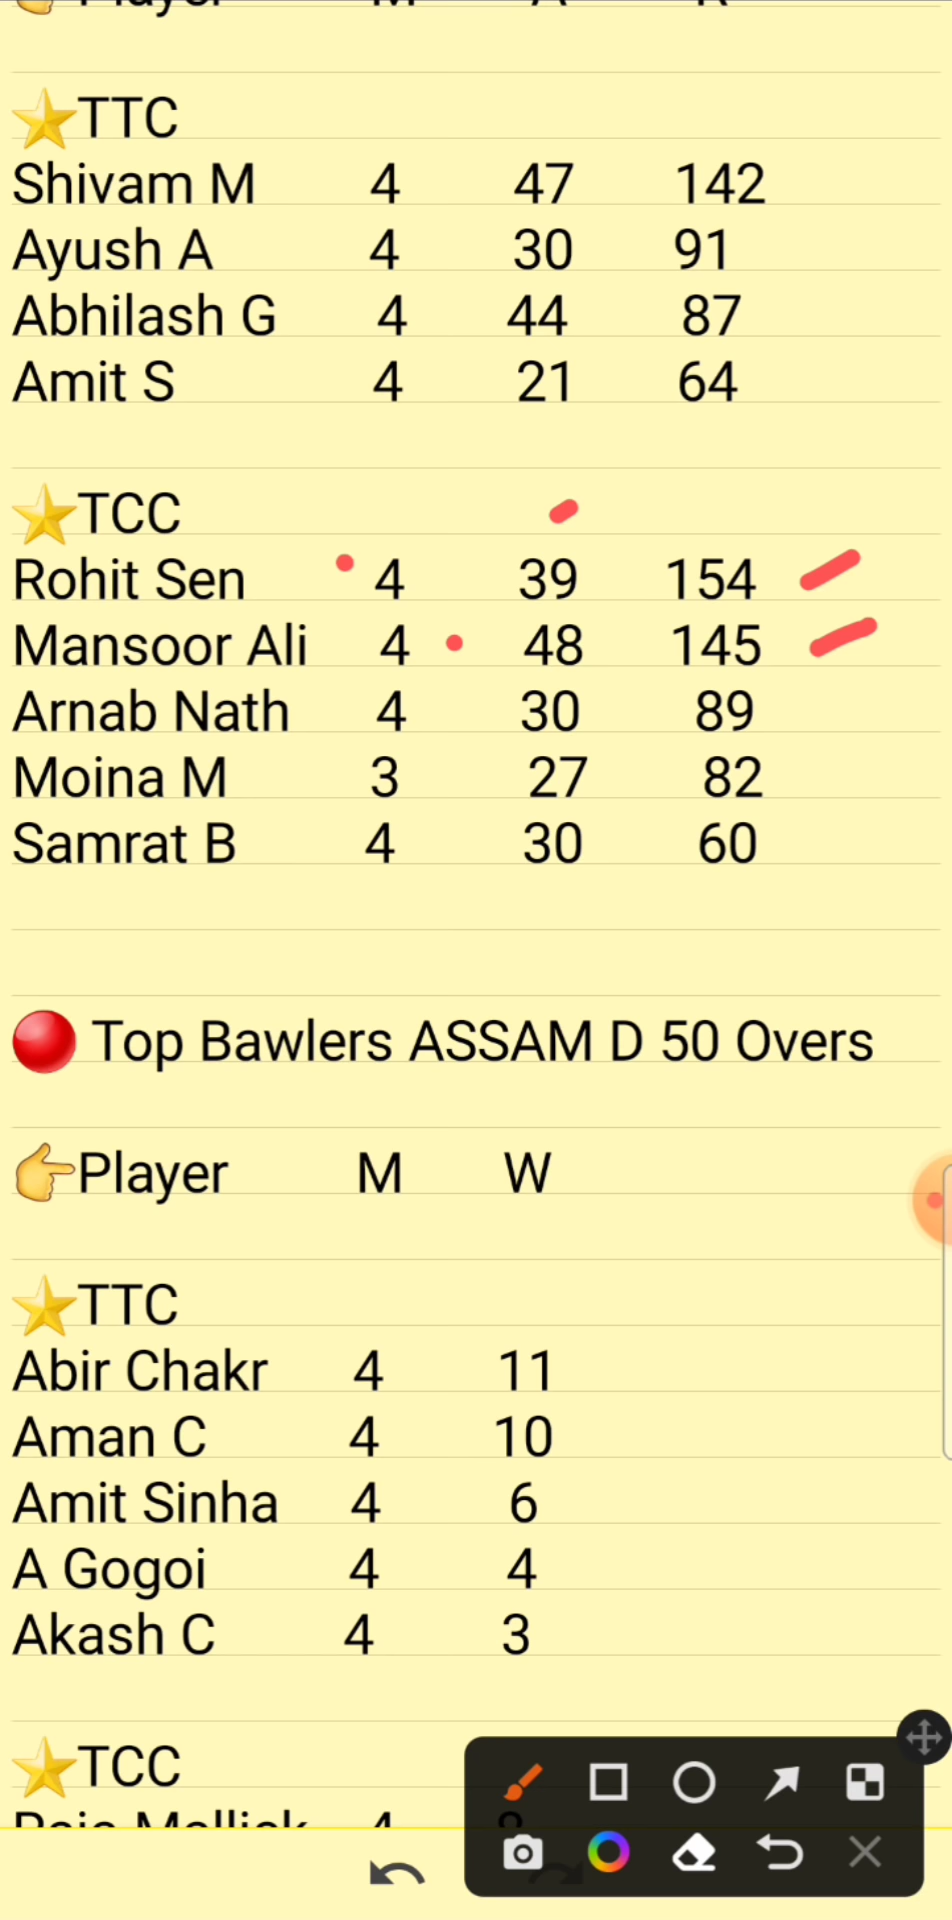 Player M A R
⭐TTC
Shivam M 4 47 142
Ayush A 4 30 91
Abhilash G 4 44 87
Amit S 4 21 64
⭐TCC
Rohit Sen 4 39 154
Mansoor Ali 4 48 145
Arnab Nath 4 30 89
Moina M 3 27 82
Samrat B 4 30 60
🔴 Top Bawlers ASSAM D 50 Overs
👉Player M W
⭐TTC
Abir Chakr 4 11
Aman C 4 10
Amit Sinha 4 6
A Gogoi 4 4
Akash C 4 3
⭐TCC
4